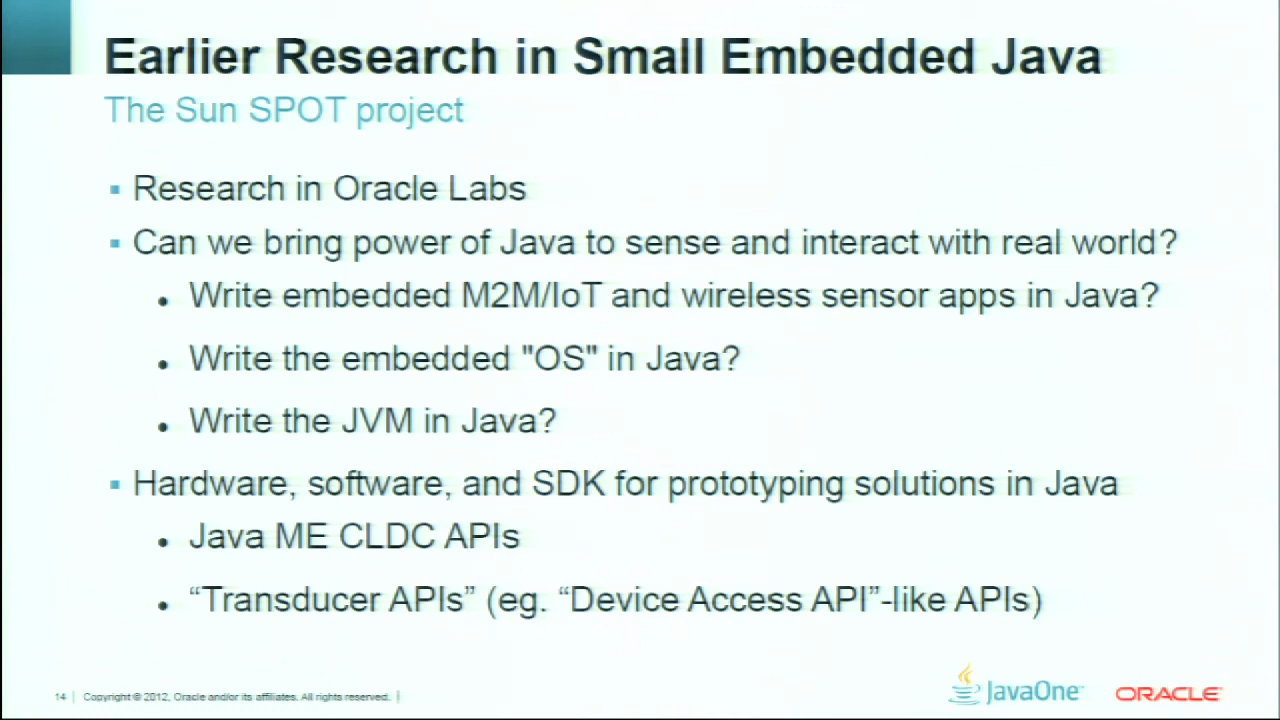 Earlier Research in Small Embedded Java
The Sun SPOT project
▪ Research in Oracle Labs
▪ Can we bring power of Java to sense and interact with real world?
• Write embedded M2M/IoT and wireless sensor apps in Java?
• Write the embedded "OS" in Java?
• Write the JVM in Java?
▪ Hardware, software, and SDK for prototyping solutions in Java
• Java ME CLDC APIs
• “Transducer APIs” (eg. “Device Access API”-like APIs)
14 | Copyright © 2012, Oracle and/or its affiliates. All rights reserved. |
JavaOne™ ORACLE